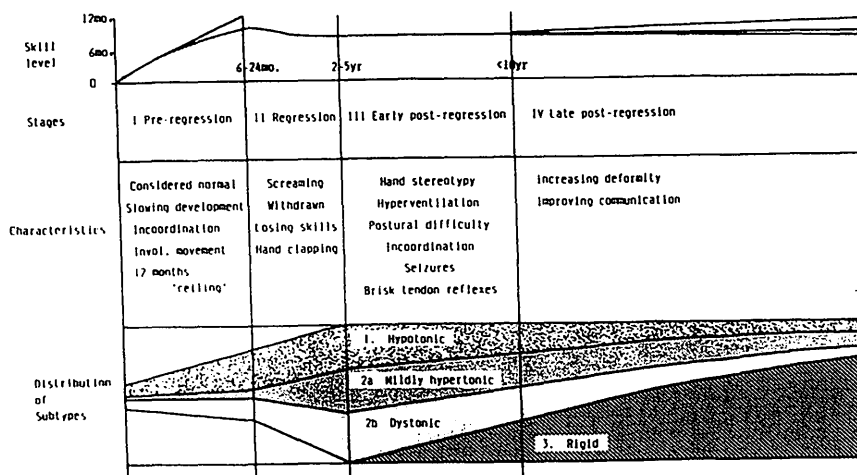 12mo.
Skill
level
6mo.
0
6-24mo.
2-5yr
<10yr
Stages
I Pre-regression
II Regression
III Early post-regression
IV Late post-regression
Characteristics
Considered normal
Slowing development
Incoordination
Invol. movement
12 months
'ceiling'
Screaming
Withdrawn
Losing skills
Hand clapping
Hand stereotypy
Hyperventilation
Postural difficulty
Incoordination
Seizures
Brisk tendon reflexes
Increasing deformity
Improving communication
Distribution
of
Subtypes
1. Hypotonic
2a Mildly hypertonic
2b Dystonic
3. Rigid